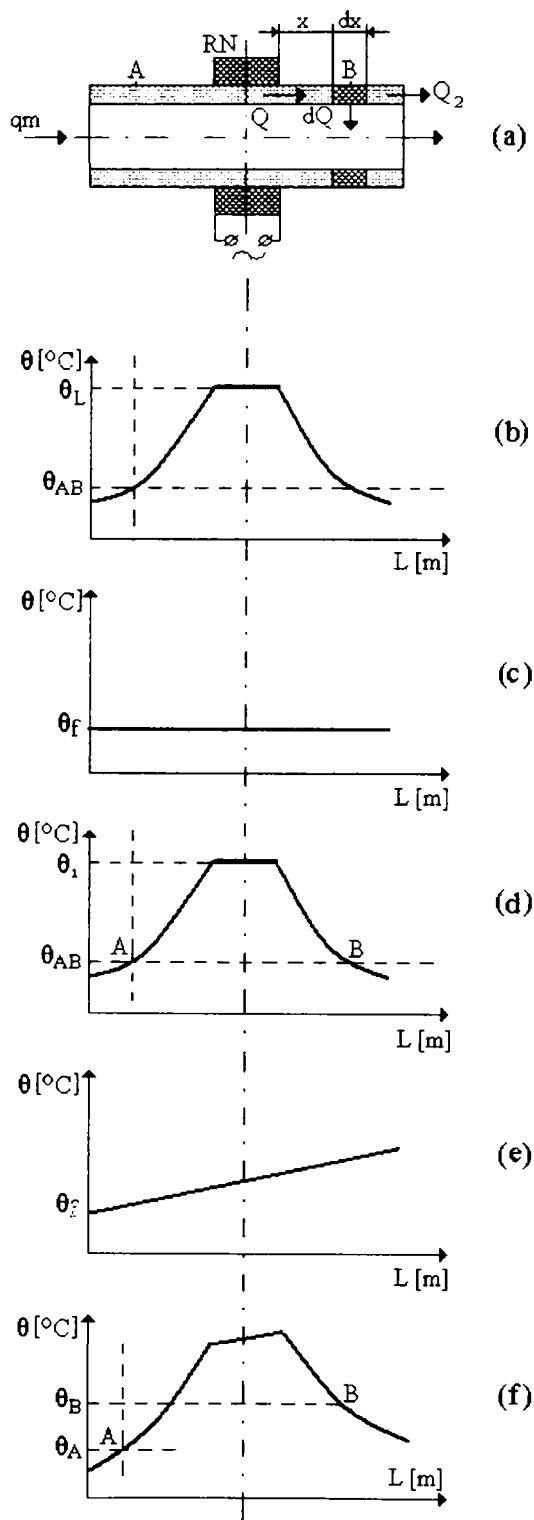 x dx
RN
A B
Q₂
qm Q dQ (a)
θ[°C]
θL
(b)
θAB
L [m]
θ[°C]
(c)
θf
L [m]
θ[°C]
θ₁
(d)
A B
θAB
L [m]
θ[°C]
(e)
θf
L [m]
θ[°C]
θB B (f)
θA A
L [m]